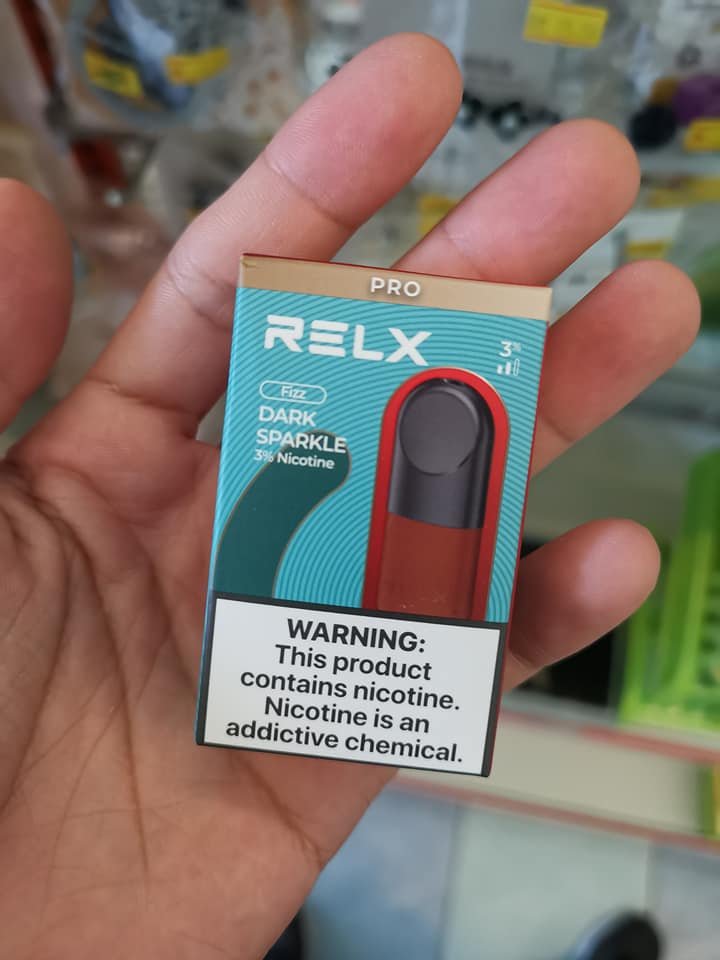 PRO
RELX
3%
Fizz
DARK
SPARKLE
3% Nicotine
WARNING:
This product
contains nicotine.
Nicotine is an
addictive chemical.